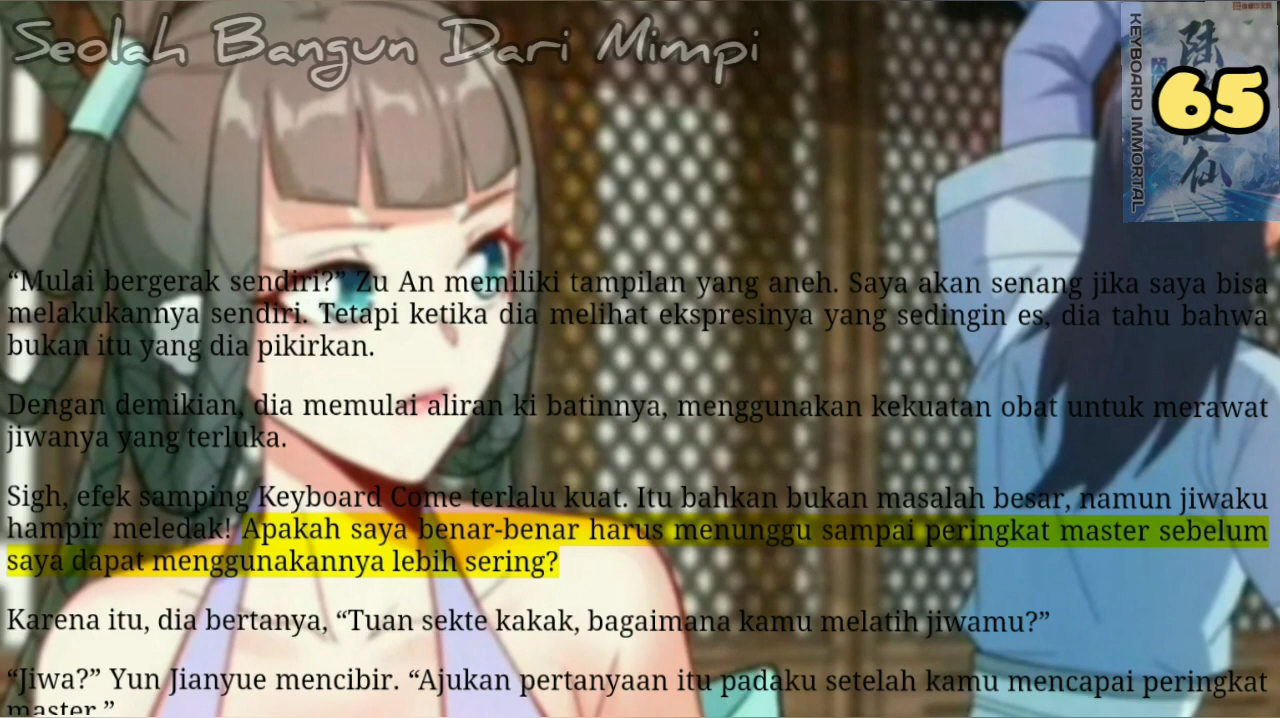 Seolah Bangun Dari Mimpi
65
KEYBOARD IMMORTAL
仙
“Mulai bergerak sendiri?” Zu An memiliki tampilan yang aneh. Saya akan senang jika saya bisa
melakukannya sendiri. Tetapi ketika dia melihat ekspresinya yang sedingin es, dia tahu bahwa
bukan itu yang dia pikirkan.
Dengan demikian, dia memulai aliran ki batinnya, menggunakan kekuatan obat untuk merawat
jiwanya yang terluka.
Sigh, efek samping Keyboard Come terlalu kuat. Itu bahkan bukan masalah besar, namun jiwaku
hampir meledak! Apakah saya benar-benar harus menunggu sampai peringkat master sebelum
saya dapat menggunakannya lebih sering?
Karena itu, dia bertanya, “Tuan sekte kakak, bagaimana kamu melatih jiwamu?”
“Jiwa?” Yun Jianyue mencibir. “Ajukan pertanyaan itu padaku setelah kamu mencapai peringkat
master.”